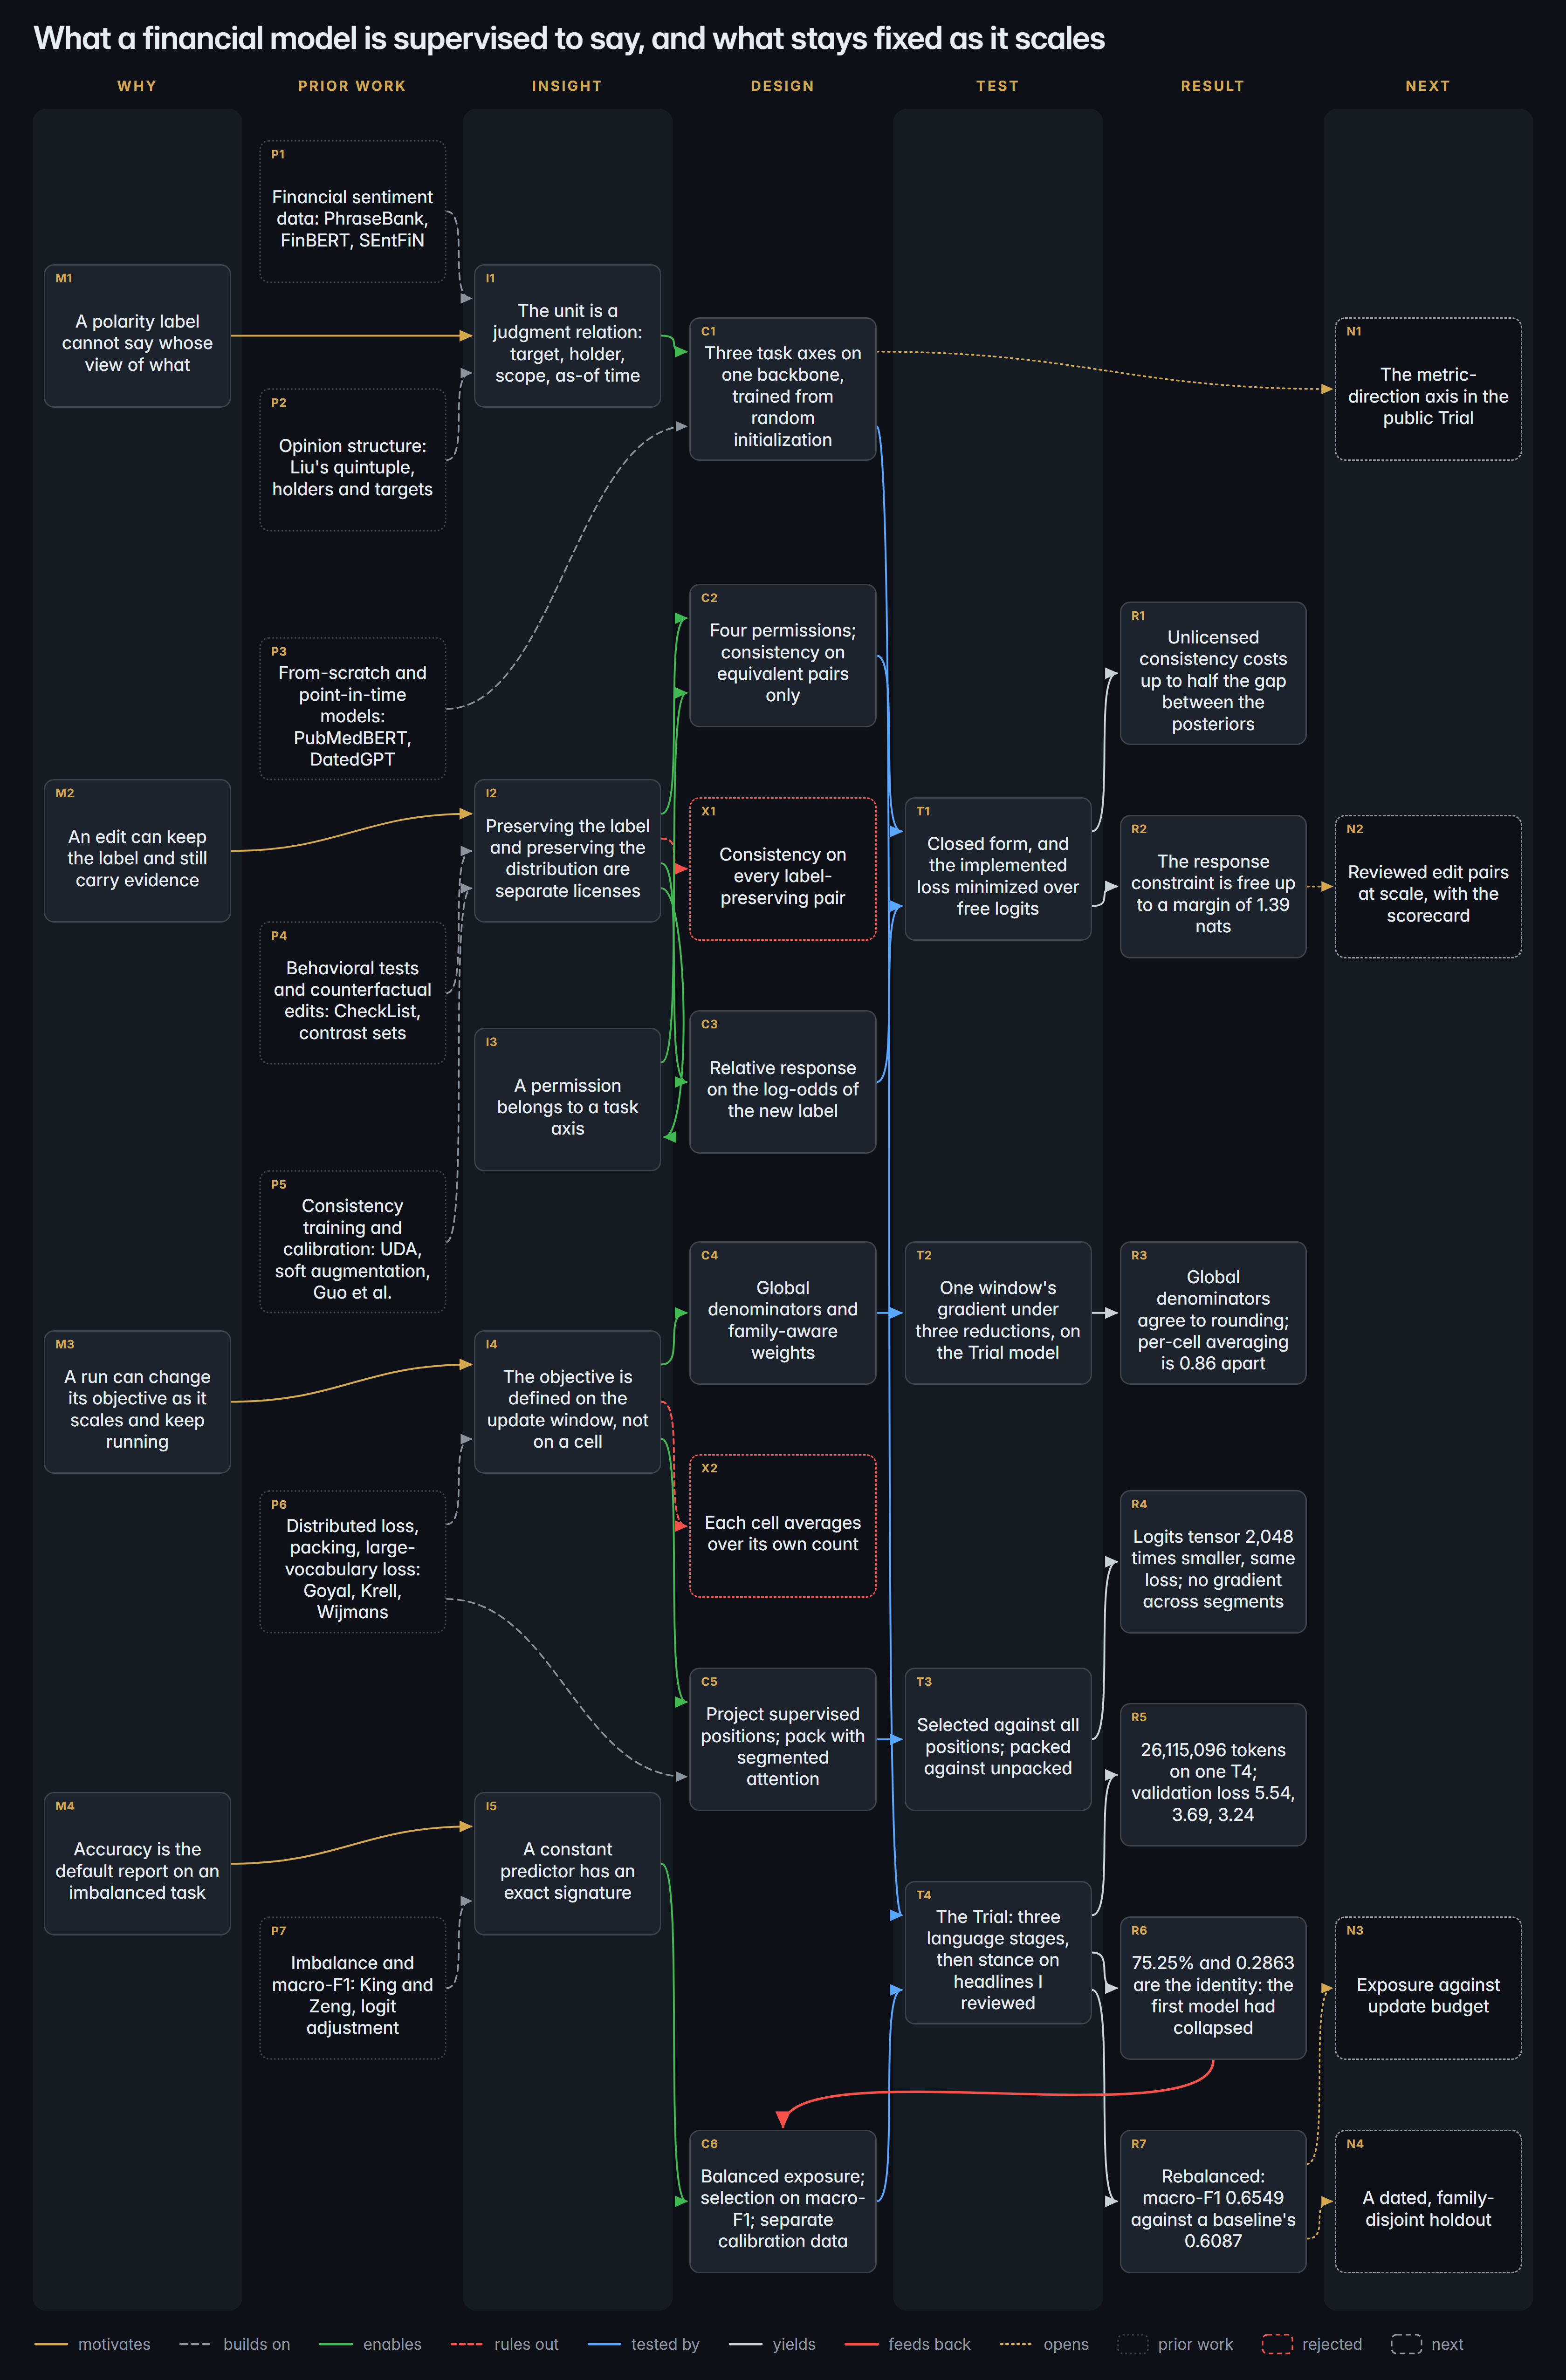 What a financial model is supervised to say, and what stays fixed as it scales
WHY
PRIOR WORK
INSIGHT
DESIGN
TEST
RESULT
NEXT
M1
A polarity label
cannot say whose
view of what
M2
An edit can keep
the label and still
carry evidence
M3
A run can change
its objective as it
scales and keep
running
M4
Accuracy is the
default report on an
imbalanced task
P1
Financial sentiment
data: PhraseBank,
FinBERT, SEntFiN
P2
Opinion structure:
Liu's quintuple,
holders and targets
P3
From-scratch and
point-in-time
models:
PubMedBERT,
DatedGPT
P4
Behavioral tests
and counterfactual
edits: CheckList,
contrast sets
P5
Consistency
training and
calibration: UDA,
soft augmentation,
Guo et al.
P6
Distributed loss,
packing, large-
vocabulary loss:
Goyal, Krell,
Wijmans
P7
Imbalance and
macro-F1: King and
Zeng, logit
adjustment
I1
The unit is a
judgment relation:
target, holder,
scope, as-of time
I2
Preserving the label
and preserving the
distribution are
separate licenses
I3
A permission
belongs to a task
axis
I4
The objective is
defined on the
update window, not
on a cell
I5
A constant
predictor has an
exact signature
C1
Three task axes on
one backbone,
trained from
random
initialization
C2
Four permissions;
consistency on
equivalent pairs
only
X1
Consistency on
every label-
preserving pair
C3
Relative response
on the log-odds of
the new label
C4
Global
denominators and
family-aware
weights
X2
Each cell averages
over its own count
C5
Project supervised
positions; pack with
segmented
attention
C6
Balanced exposure;
selection on macro-
F1; separate
calibration data
T1
Closed form, and
the implemented
loss minimized over
free logits
T2
One window's
gradient under
three reductions, on
the Trial model
T3
Selected against all
positions; packed
against unpacked
T4
The Trial: three
language stages,
then stance on
headlines I
reviewed
R1
Unlicensed
consistency costs
up to half the gap
between the
posteriors
R2
The response
constraint is free up
to a margin of 1.39
nats
R3
Global
denominators
agree to rounding;
per-cell averaging
is 0.86 apart
R4
Logits tensor 2,048
times smaller, same
loss; no gradient
across segments
R5
26,115,096 tokens
on one T4;
validation loss 5.54,
3.69, 3.24
R6
75.25% and 0.2863
are the identity: the
first model had
collapsed
R7
Rebalanced:
macro-F1 0.6549
against a baseline's
0.6087
N1
The metric-
direction axis in the
public Trial
N2
Reviewed edit pairs
at scale, with the
scorecard
N3
Exposure against
update budget
N4
A dated, family-
disjoint holdout
motivates
builds on
enables
rules out
tested by
yields
feeds back
opens
prior work
rejected
next